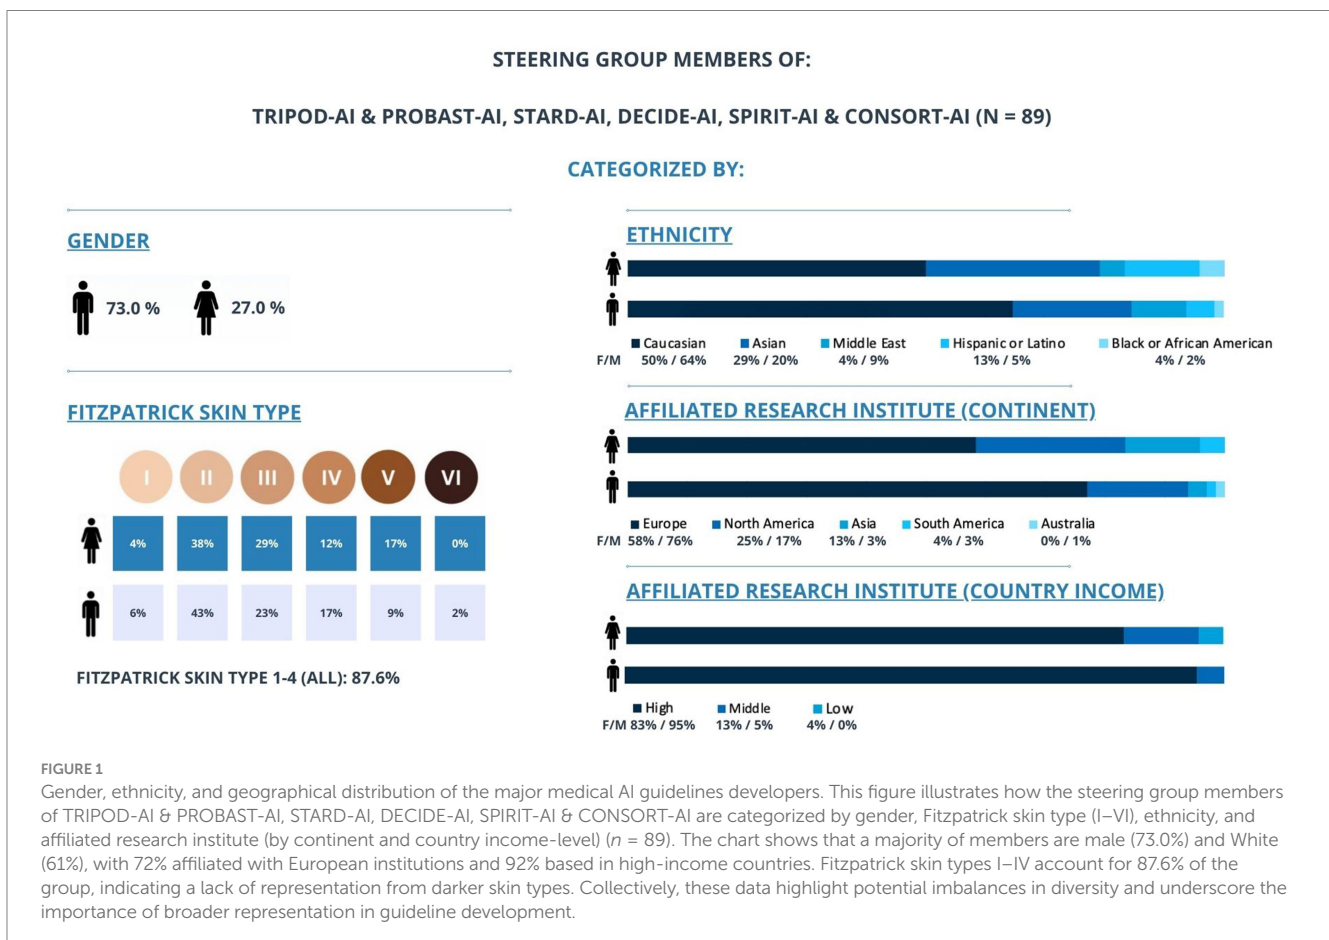 STEERING GROUP MEMBERS OF:
TRIPOD-AI & PROBAST-AI, STARD-AI, DECIDE-AI, SPIRIT-AI & CONSORT-AI (N = 89)
CATEGORIZED BY:
GENDER
73.0 %
27.0 %
FITZPATRICK SKIN TYPE
I II III IV V VI
4% 38% 29% 12% 17% 0%
6% 43% 23% 17% 9% 2%
FITZPATRICK SKIN TYPE 1-4 (ALL): 87.6%
ETHNICITY
Caucasian Asian Middle East Hispanic or Latino Black or African American
F/M 50% / 64% 29% / 20% 4% / 9% 13% / 5% 4% / 2%
AFFILIATED RESEARCH INSTITUTE (CONTINENT)
Europe North America Asia South America Australia
F/M 58% / 76% 25% / 17% 13% / 3% 4% / 3% 0% / 1%
AFFILIATED RESEARCH INSTITUTE (COUNTRY INCOME)
High Middle Low
F/M 83% / 95% 13% / 5% 4% / 0%
FIGURE 1
Gender, ethnicity, and geographical distribution of the major medical AI guidelines developers. This figure illustrates how the steering group members
of TRIPOD-AI & PROBAST-AI, STARD-AI, DECIDE-AI, SPIRIT-AI & CONSORT-AI are categorized by gender, Fitzpatrick skin type (I–VI), ethnicity, and
affiliated research institute (by continent and country income-level) (n = 89). The chart shows that a majority of members are male (73.0%) and White
(61%), with 72% affiliated with European institutions and 92% based in high-income countries. Fitzpatrick skin types I–IV account for 87.6% of the
group, indicating a lack of representation from darker skin types. Collectively, these data highlight potential imbalances in diversity and underscore the
importance of broader representation in guideline development.